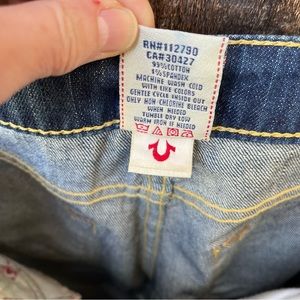 RN#112790
CA#30427
99%COTTON
1%SPANDEX
MACHINE WASH COLD
WITH LIKE COLORS
GENTLE CYCLE INSIDE OUT
ONLY NON-CHLORINE BLEACH
WHEN NEEDED
TUMBLE DRY LOW
WARM IRON IF NEEDED